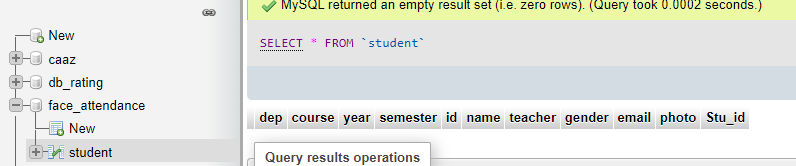 MySQL returned an empty result set (i.e. zero rows). (Query took 0.0002 seconds.)
SELECT * FROM `student`
New
caaz
db_rating
face_attendance
New
student
dep course year semester id name teacher gender email photo Stu_id
Query results operations